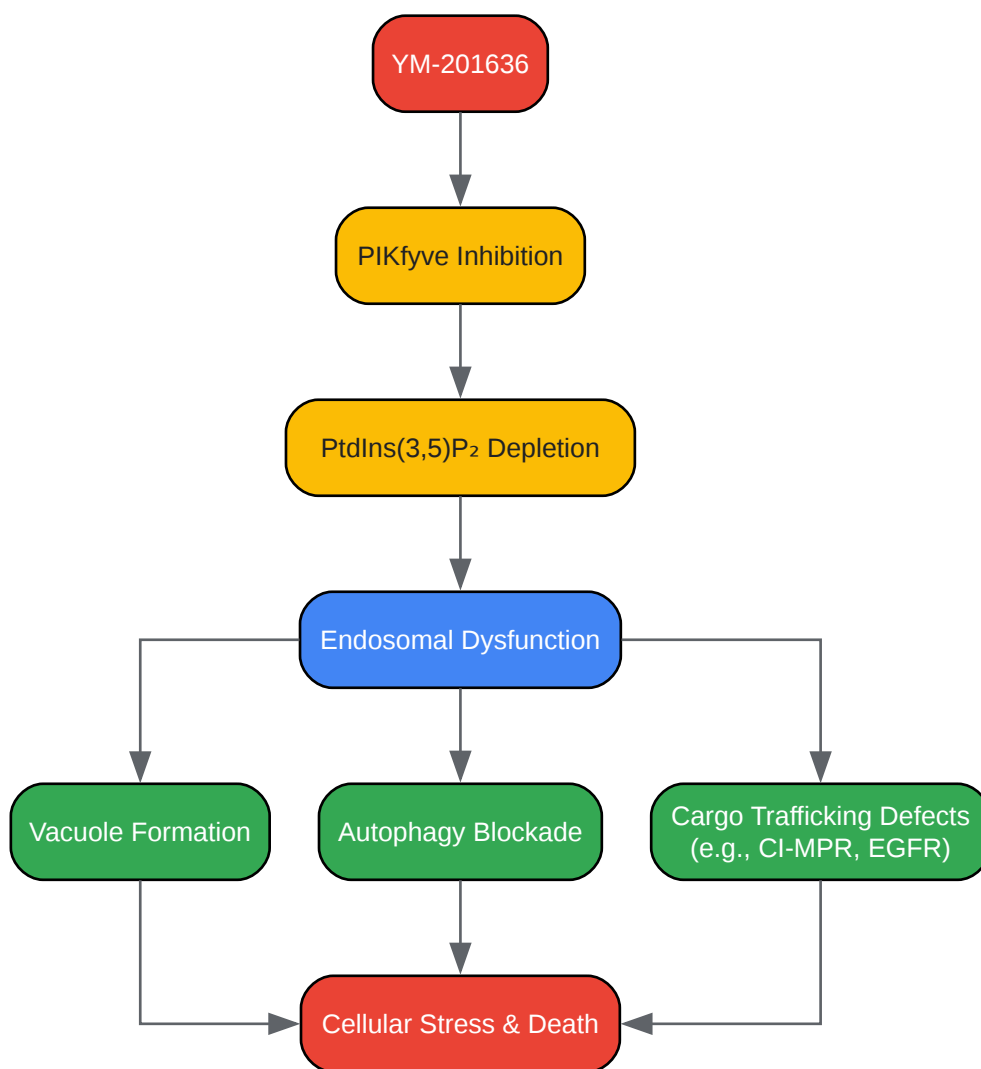 YM-201636
PIKfyve Inhibition
PtdIns(3,5)P₂ Depletion
Endosomal Dysfunction
Vacuole Formation
Autophagy Blockade
Cargo Trafficking Defects
(e.g., CI-MPR, EGFR)
Cellular Stress & Death